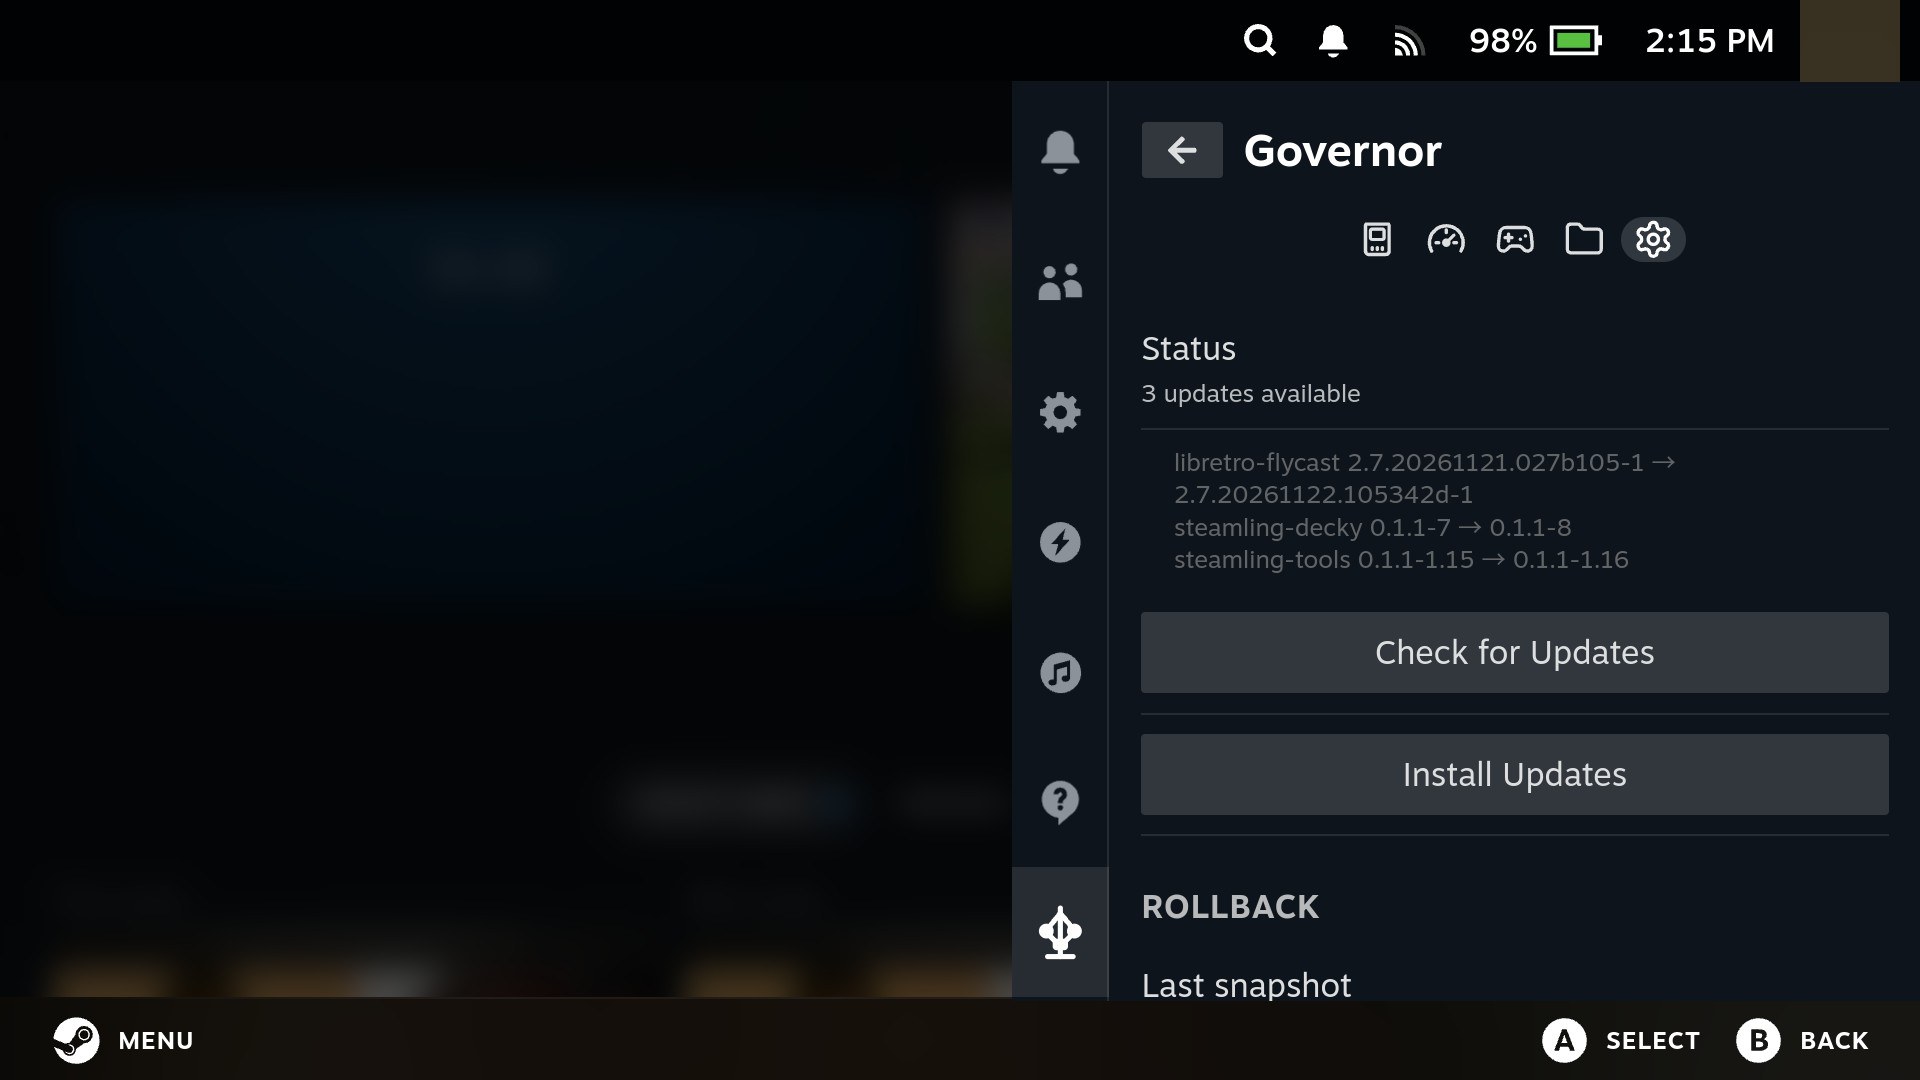 98%
2:15 PM
Governor
Status
3 updates available
libretro-flycast 2.7.20261121.027b105-1 →
2.7.20261122.105342d-1
steamling-decky 0.1.1-7 → 0.1.1-8
steamling-tools 0.1.1-1.15 → 0.1.1-1.16
Check for Updates
Install Updates
ROLLBACK
Last snapshot
MENU
A SELECT
B BACK